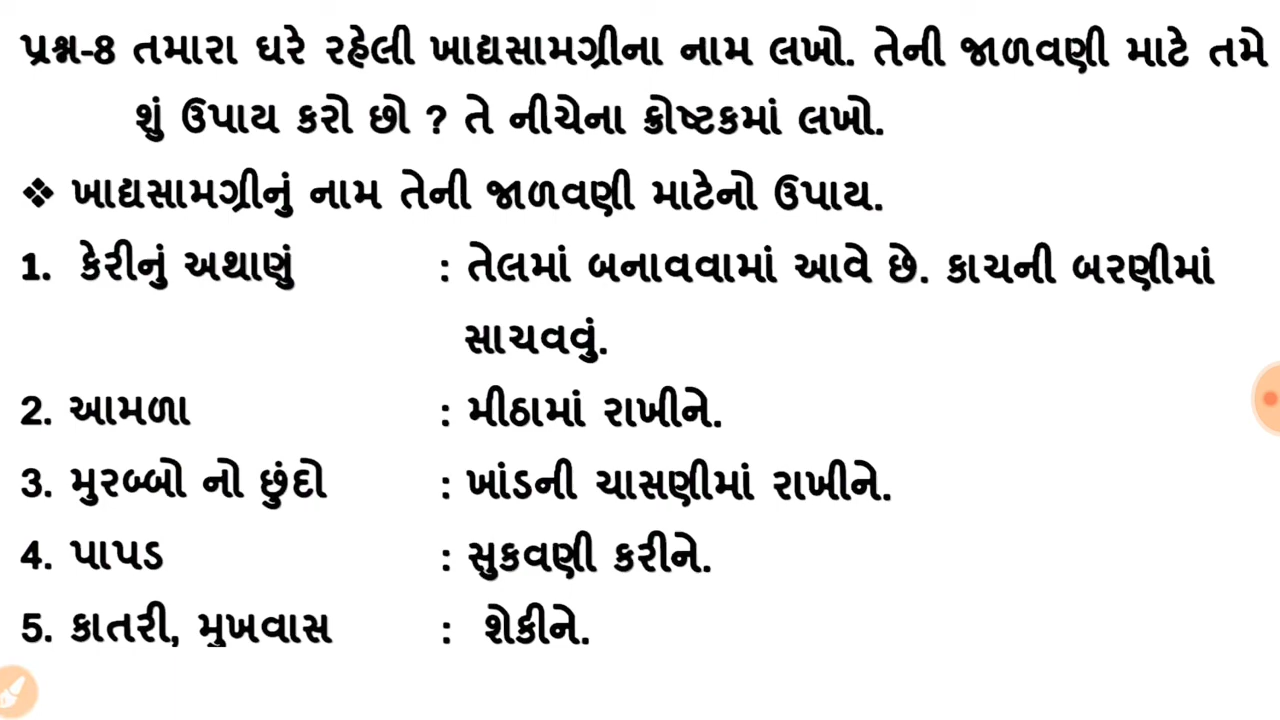 પ્રશ્ન-8 તમારા ઘરે રહેલી ખાદ્યસામગ્રીના નામ લખો. તેની જાળવણી માટે તમે
શું ઉપાય કરો છો ? તે નીચેના ક્રોષ્ટકમાં લખો.
❖ ખાદ્યસામગ્રીનું નામ તેની જાળવણી માટેનો ઉપાય.
1. કેરીનું અથાણું : તેલમાં બનાવવામાં આવે છે. કાચની બરણીમાં
સાચવવું.
2. આમળા : મીઠામાં રાખીને.
3. મુરબ્બો નો છુંદો : ખાંડની ચાસણીમાં રાખીને.
4. પાપડ : સુકવણી કરીને.
5. કાતરી, મુખવાસ : શેકીને.